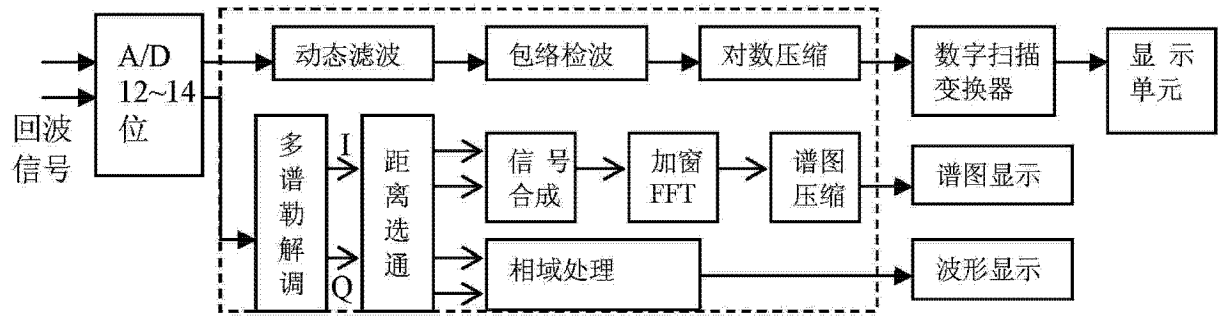 回波
信号
A/D
12~14
位
动态滤波
包络检波
对数压缩
数字扫描
变换器
显 示
单元
多谱勒解调
I
Q
距离选通
信 号
合成
加窗
FFT
谱图
压缩
谱图显示
相域处理
波形显示